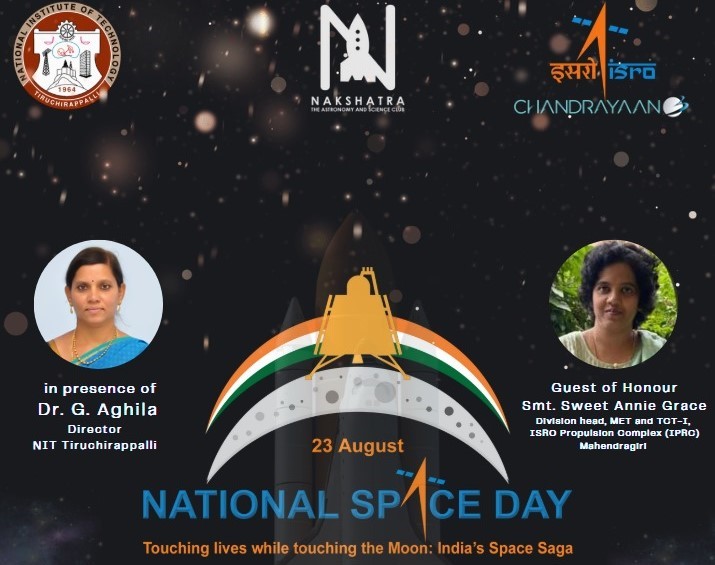 NATIONAL INSTITUTE OF TECHNOLOGY
TIRUCHIRAPPALLI
1964
NAKSHATRA
THE ASTRONOMY AND SCIENCE CLUB
इसरो isro
CHANDRAYAAN
in presence of
Dr. G. Aghila
Director
NIT Tiruchirappalli
Guest of Honour
Smt. Sweet Annie Grace
Division head, MET and TCT-I,
ISRO Propulsion Complex (IPRC)
Mahendragiri
23 August
NATIONAL SPACE DAY
Touching lives while touching the Moon: India's Space Saga